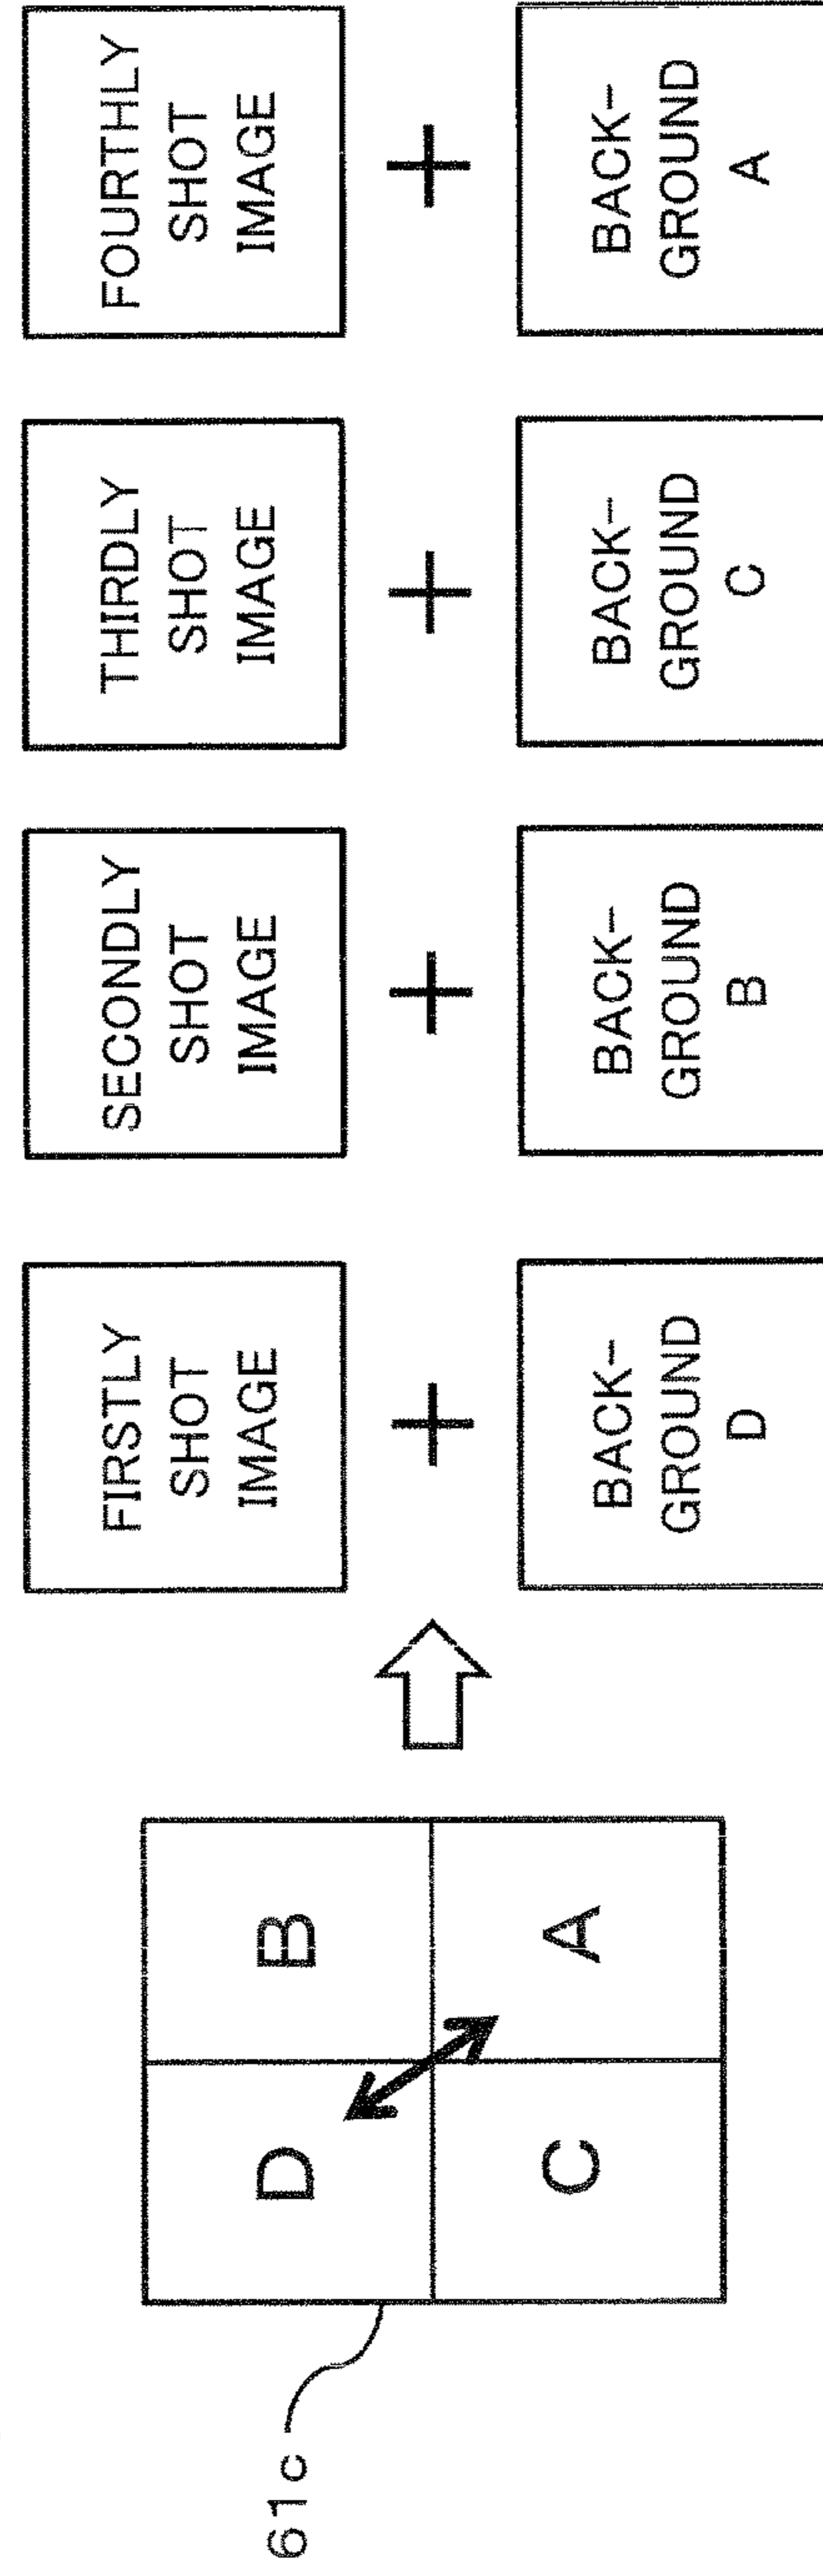 61c
D
B
C
A
FIRSTLY
SHOT
IMAGE
+
BACK-
GROUND
D
SECONDLY
SHOT
IMAGE
+
BACK-
GROUND
B
THIRDLY
SHOT
IMAGE
+
BACK-
GROUND
C
FOURTHLY
SHOT
IMAGE
+
BACK-
GROUND
A